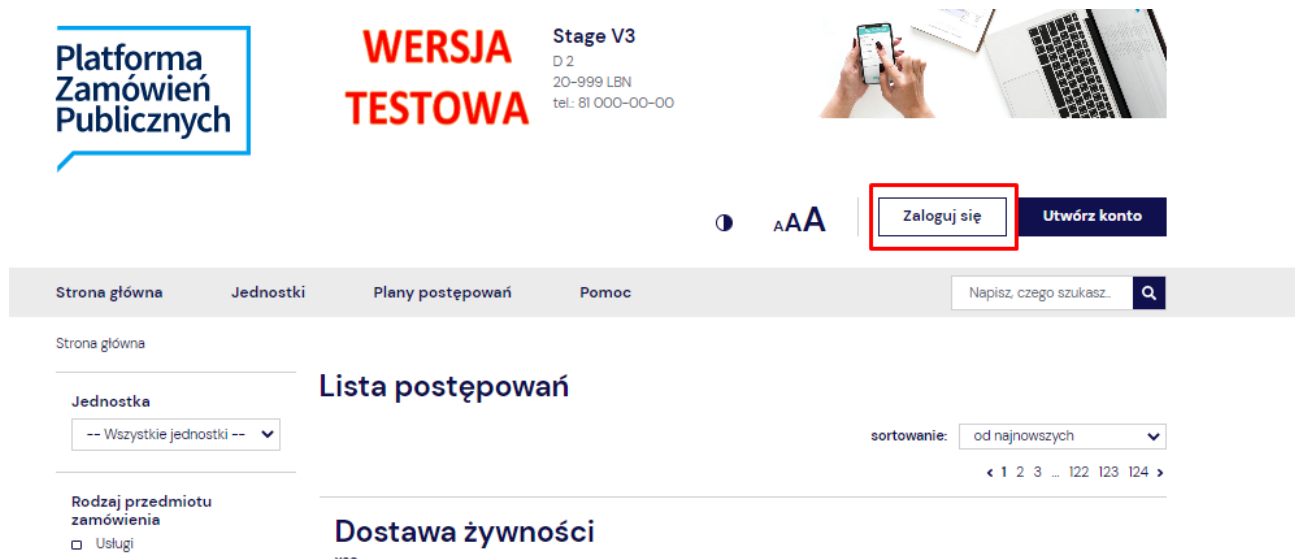 Platforma
Zamówień
Publicznych
WERSJA
TESTOWA
Stage V3
D 2
20-999 LBN
tel.: 81 000-00-00
AAA
Zaloguj się
Utwórz konto
Strona główna
Jednostki
Plany postępowań
Pomoc
Napisz, czego szukasz...
Strona główna
Jednostka
-- Wszystkie jednostki --
Rodzaj przedmiotu
zamówienia
Usługi
Lista postępowań
sortowanie:
od najnowszych
‹ 1 2 3 ... 122 123 124 ›
Dostawa żywności